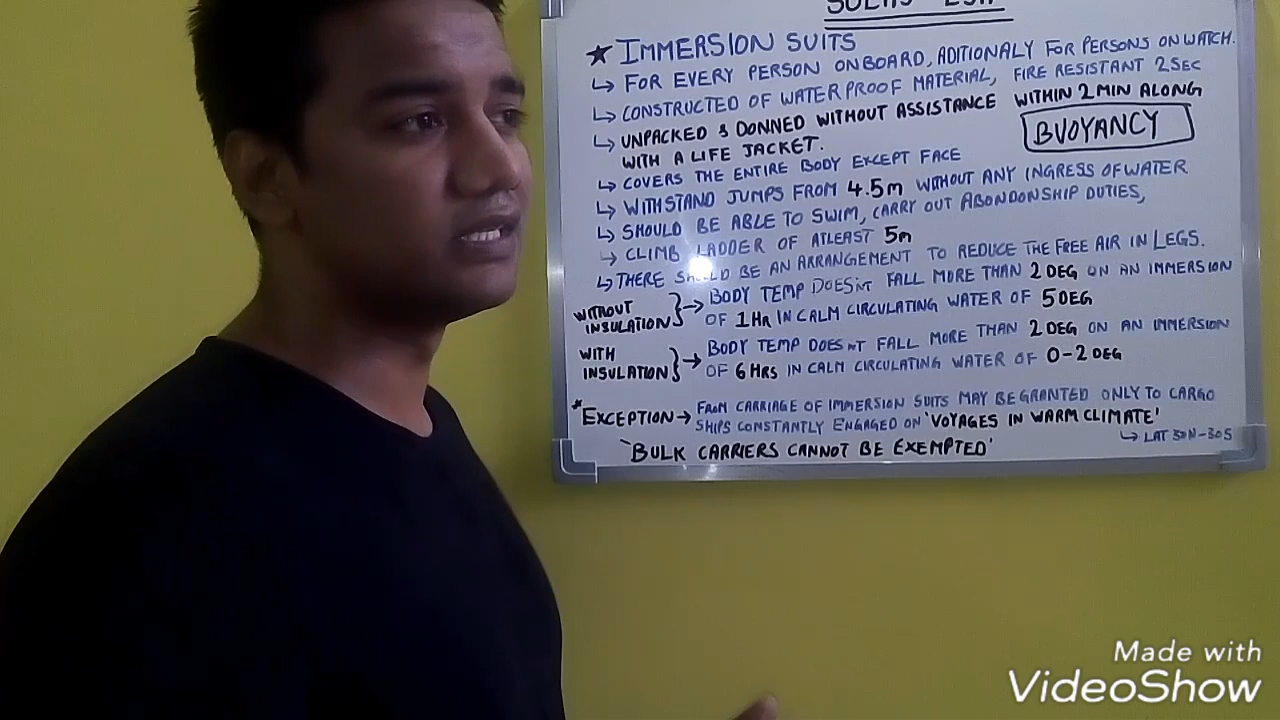 ★ IMMERSION SUITS
↳ FOR EVERY PERSON ONBOARD, ADITIONALY FOR PERSONS ON WATCH.
↳ CONSTRUCTED OF WATERPROOF MATERIAL, FIRE RESISTANT 2SEC
↳ UNPACKED & DONNED WITHOUT ASSISTANCE WITHIN 2 MIN ALONG
WITH A LIFE JACKET.
BUOYANCY
↳ COVERS THE ENTIRE BODY EXCEPT FACE
↳ WITHSTAND JUMPS FROM 4.5m WITHOUT ANY INGRESS OF WATER
↳ SHOULD BE ABLE TO SWIM, CARRY OUT ABONDONSHIP DUTIES,
↳ CLIMB LADDER OF ATLEAST 5m
↳ THERE SHOULD BE AN ARRANGEMENT TO REDUCE THE FREE AIR IN LEGS.
WITHOUT INSULATION } → BODY TEMP DOESN'T FALL MORE THAN 2 DEG ON AN IMMERSION
OF 1HR IN CALM CIRCULATING WATER OF 5 DEG
WITH INSULATION } → BODY TEMP DOESN'T FALL MORE THAN 2 DEG ON AN IMMERSION
OF 6 HRS IN CALM CIRCULATING WATER OF 0-2 DEG
*EXCEPTION → FROM CARRIAGE OF IMMERSION SUITS MAY BE GRANTED ONLY TO CARGO
SHIPS CONSTANTLY ENGAGED ON 'VOYAGES IN WARM CLIMATE'
↳ LAT 30N-30S
'BULK CARRIERS CANNOT BE EXEMPTED'
Made with
VideoShow